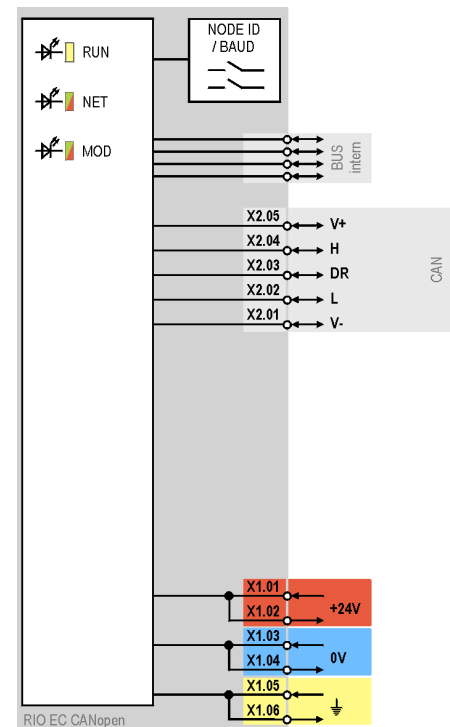 NODE ID
/ BAUD
RUN
NET
MOD
BUS
intern
X2.05 V+
X2.04 H
X2.03 DR
X2.02 L
X2.01 V-
CAN
X1.01
X1.02
+24V
X1.03
X1.04
0V
X1.05
X1.06
RIO EC CANopen